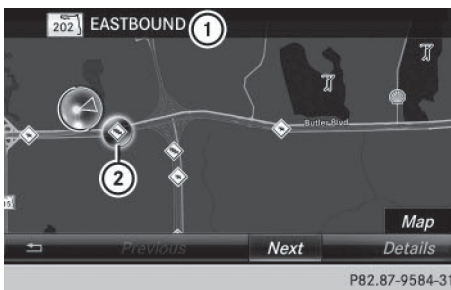 202 EASTBOUND 1
Butler Blvd
2
Map
Previous Next Details
P82.87-9584-31